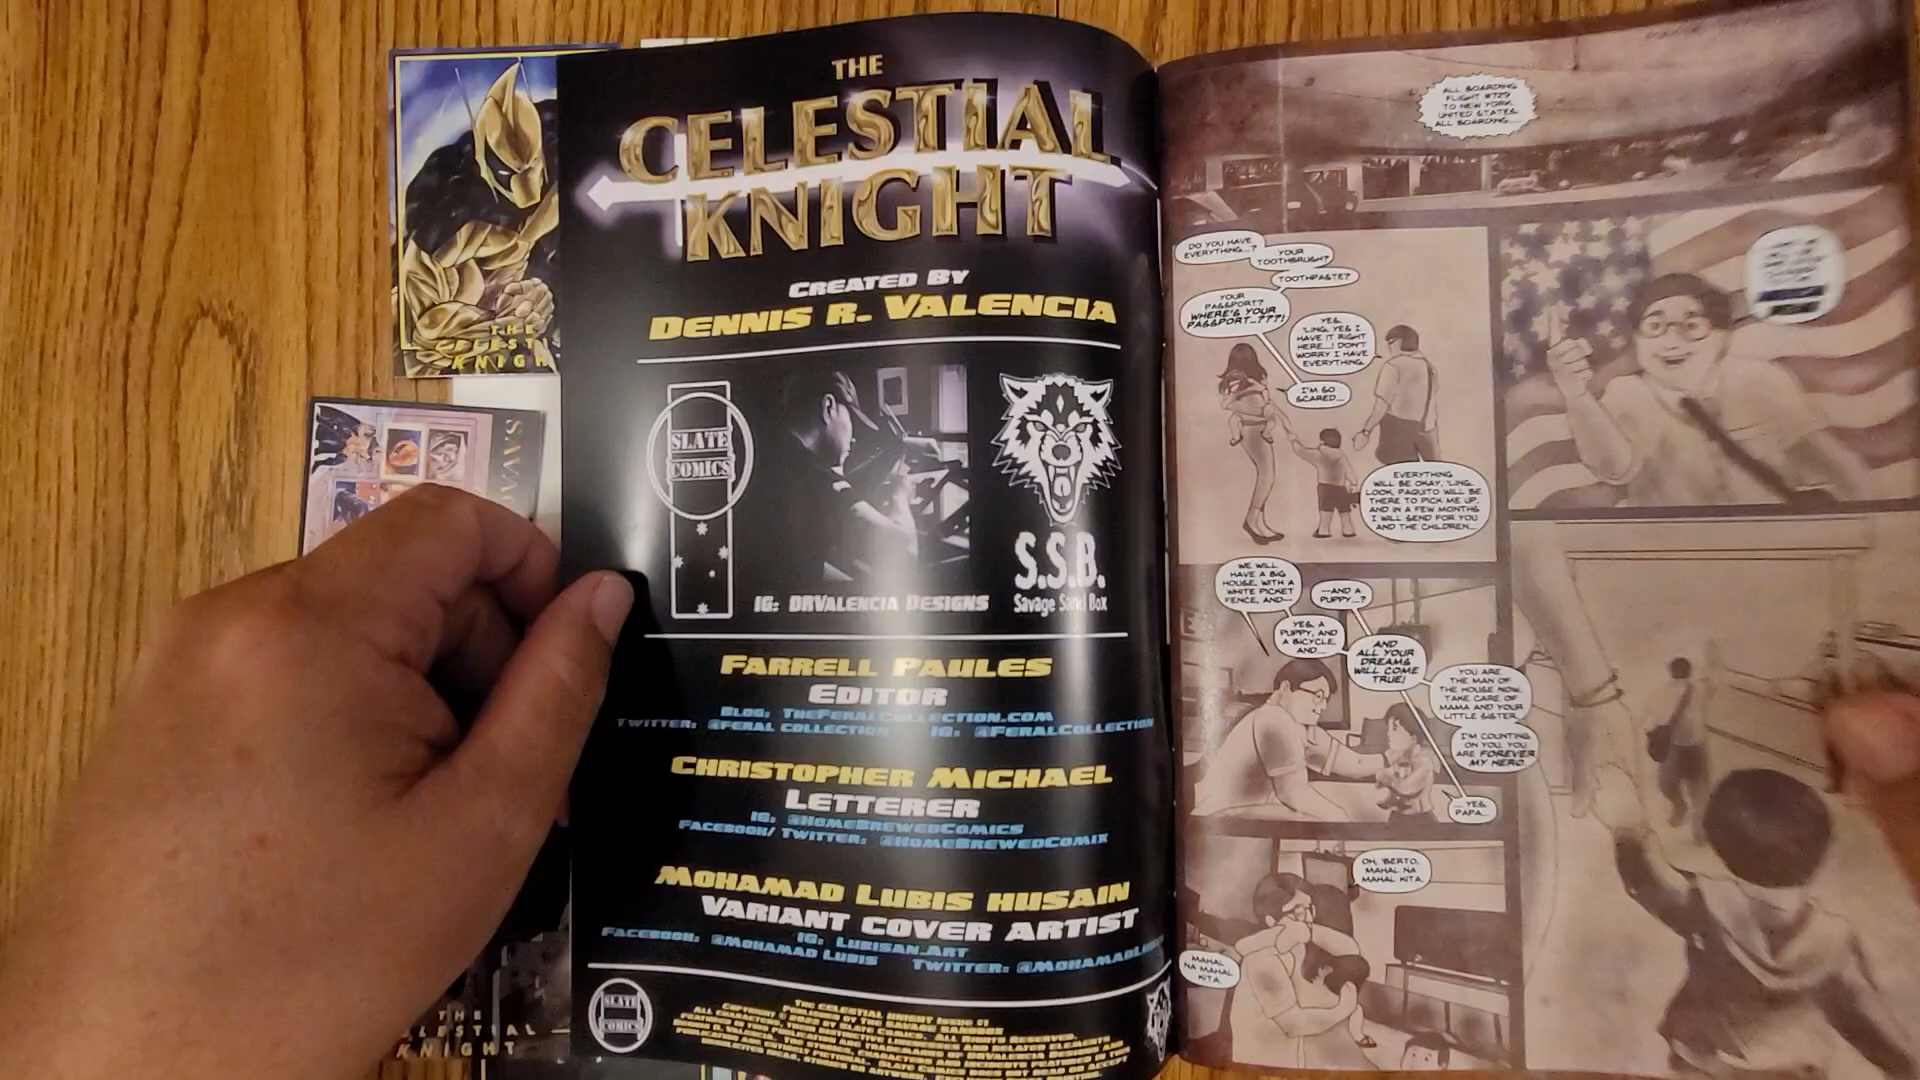 THE
CELEST
KNIGH
THE
CELESTIAL
KNIGHT
CREATED BY
DENNIS R. VALENCIA
SLATE
COMICS
IG: DRVALENCIA DESIGNS
S.S.B.
Savage Sand Box
FARRELL PAULES
EDITOR
BLOG: THEFERALCOLLECTION.COM
TWITTER: @FERAL COLLECTION IG: @FERALCOLLECTION
CHRISTOPHER MICHAEL
LETTERER
IG: @HOMEBREWEDCOMICS
FACEBOOK/ TWITTER: @HOMEBREWEDCOMIX
MOHAMAD LUBIS HUSAIN
VARIANT COVER ARTIST
IG: LUBISAN.ART
FACEBOOK: @MOHAMAD LUBIS TWITTER: @MOHAMADLU
SLATE
COMICS
THE
CELESTIAL
KNIGHT
ALL BOARDING
FLIGHT #729
TO NEW YORK,
UNITED STATES.
ALL BOARDING...
DO YOU HAVE
EVERYTHING...?
YOUR
TOOTHBRUSH?
TOOTHPASTE?
YOUR
PASSPORT?
WHERE'S YOUR
PASSPORT...???!
YES,
'LING, YES I
HAVE IT RIGHT
HERE...! DON'T
WORRY I HAVE
EVERYTHING.
I'M SO
SCARED...
EVERYTHING
WILL BE OKAY, 'LING.
LOOK, PAQUITO WILL BE
THERE TO PICK ME UP.
AND IN A FEW MONTHS
I WILL SEND FOR YOU
AND THE CHILDREN...
WE WILL
HAVE A BIG
HOUSE, WITH A
WHITE PICKET
FENCE, AND--
--AND A
PUPPY...?
YES, A
PUPPY, AND
A BICYCLE,
AND...
AND
ALL YOUR
DREAMS
WILL COME
TRUE!
YOU ARE
THE MAN OF
THE HOUSE NOW.
TAKE CARE OF
MAMA AND YOUR
LITTLE SISTER.
I'M COUNTING
ON YOU. YOU
ARE FOREVER
MY HERO.
...YES,
PAPA...
OH, 'BERTO,
MAHAL NA
MAHAL KITA.
MAHAL
NA MAHAL
KITA.